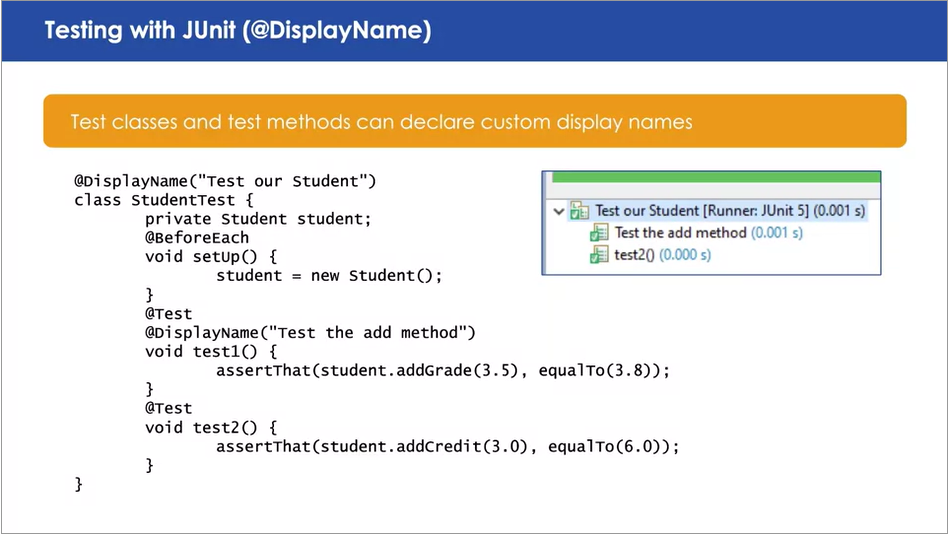 Testing with JUnit (@DisplayName)
Test classes and test methods can declare custom display names
@DisplayName("Test our Student")
class StudentTest {
private Student student;
@BeforeEach
void setUp() {
student = new Student();
}
@Test
@DisplayName("Test the add method")
void test1() {
assertThat(student.addGrade(3.5), equalTo(3.8));
}
@Test
void test2() {
assertThat(student.addCredit(3.0), equalTo(6.0));
}
}
Test our Student [Runner: JUnit 5] (0.001 s)
Test the add method (0.001 s)
test2() (0.000 s)